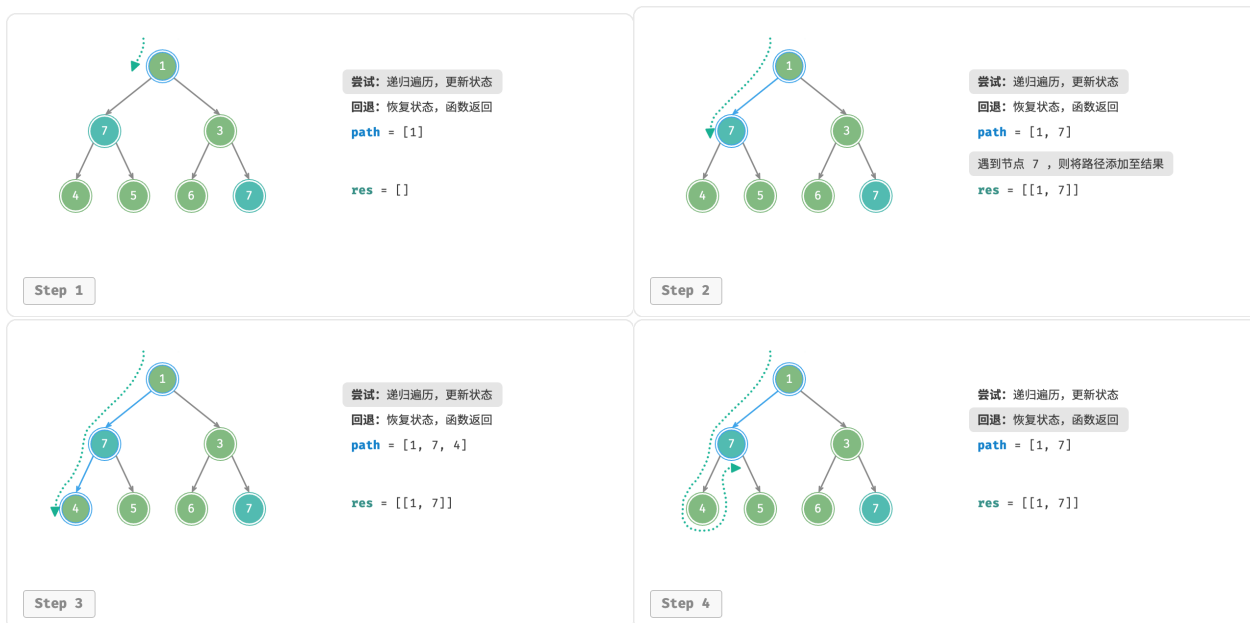 1
尝试：递归遍历，更新状态
回退：恢复状态，函数返回
7
3
path = [1]
4
5
6
7
res = []
Step 1
1
尝试：递归遍历，更新状态
回退：恢复状态，函数返回
7
3
path = [1, 7]
遇到节点 7 ，则将路径添加至结果
4
5
6
7
res = [[1, 7]]
Step 2
1
尝试：递归遍历，更新状态
回退：恢复状态，函数返回
7
3
path = [1, 7, 4]
4
5
6
7
res = [[1, 7]]
Step 3
1
尝试：递归遍历，更新状态
回退：恢复状态，函数返回
7
3
path = [1, 7]
4
5
6
7
res = [[1, 7]]
Step 4